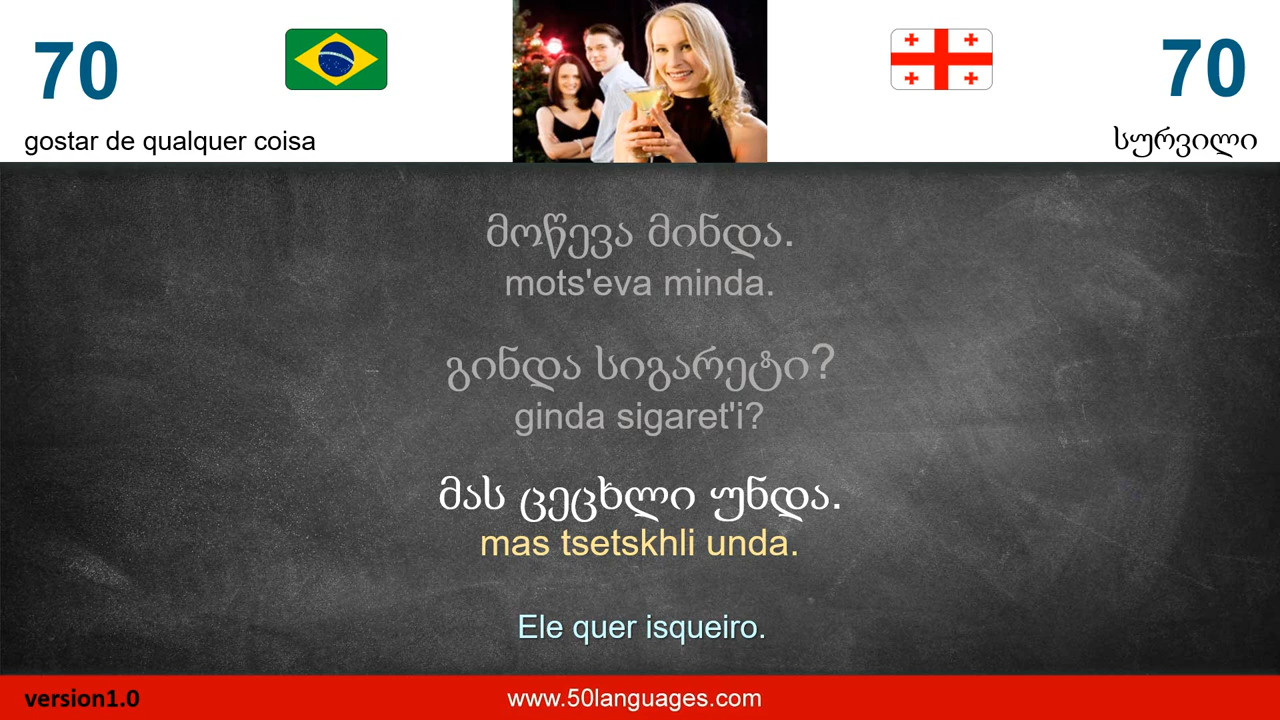 70
70
gostar de qualquer coisa
სურვილი
მოწევა მინდა.
mots'eva minda.
გინდა სიგარეტი?
ginda sigaret'i?
მას ცეცხლი უნდა.
mas tsetskhli unda.
Ele quer isqueiro.
version1.0
www.50languages.com